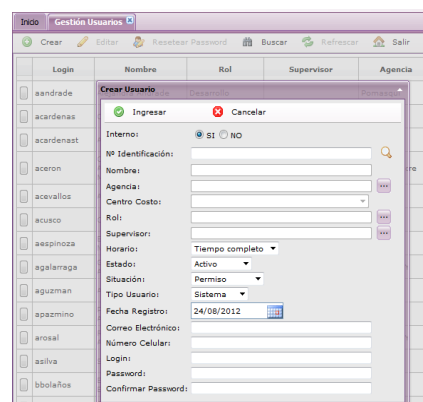 Inicio Gestión Usuarios
Crear Editar Resetear Password Buscar Refrescar Salir
Login Nombre Rol Supervisor Agencia
aandrade Desarrollo
Crear Usuario
acardenas
Ingresar Cancelar
acardenast
Interno: SI NO
Nº Identificación:
aceron
Nombre:
Agencia:
acevallos
Centro Costo:
acusco
Rol:
Supervisor:
aespinoza
Horario: Tiempo completo
Estado: Activo
agalarraga
Situación: Permiso
aguzman
Tipo Usuario: Sistema
apazmino
Fecha Registro: 24/08/2012
Correo Electrónico:
arosal
Número Celular:
asilva
Login:
Password:
bbolaños
Confirmar Password: